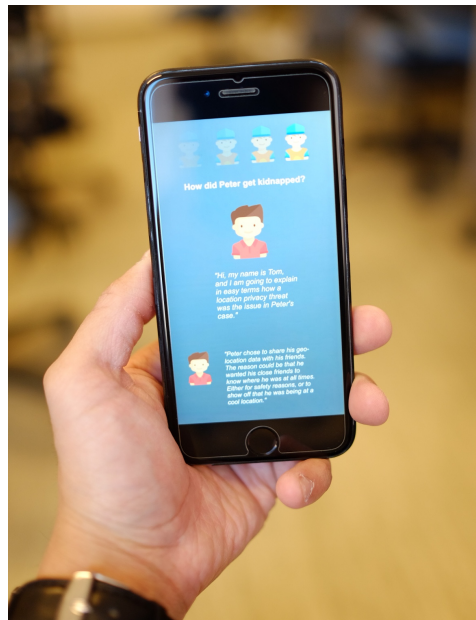 How did Peter get kidnapped?
"Hi, my name is Tom,
and I am going to explain
in easy terms how a
location privacy threat
was the issue in Peter's
case."
"Peter chose to share his geo-
location data with his friends.
The reason could be that he
wanted his close friends to
know where he was at all times.
Either for safety reasons, or to
show off that he was being at a
cool location."